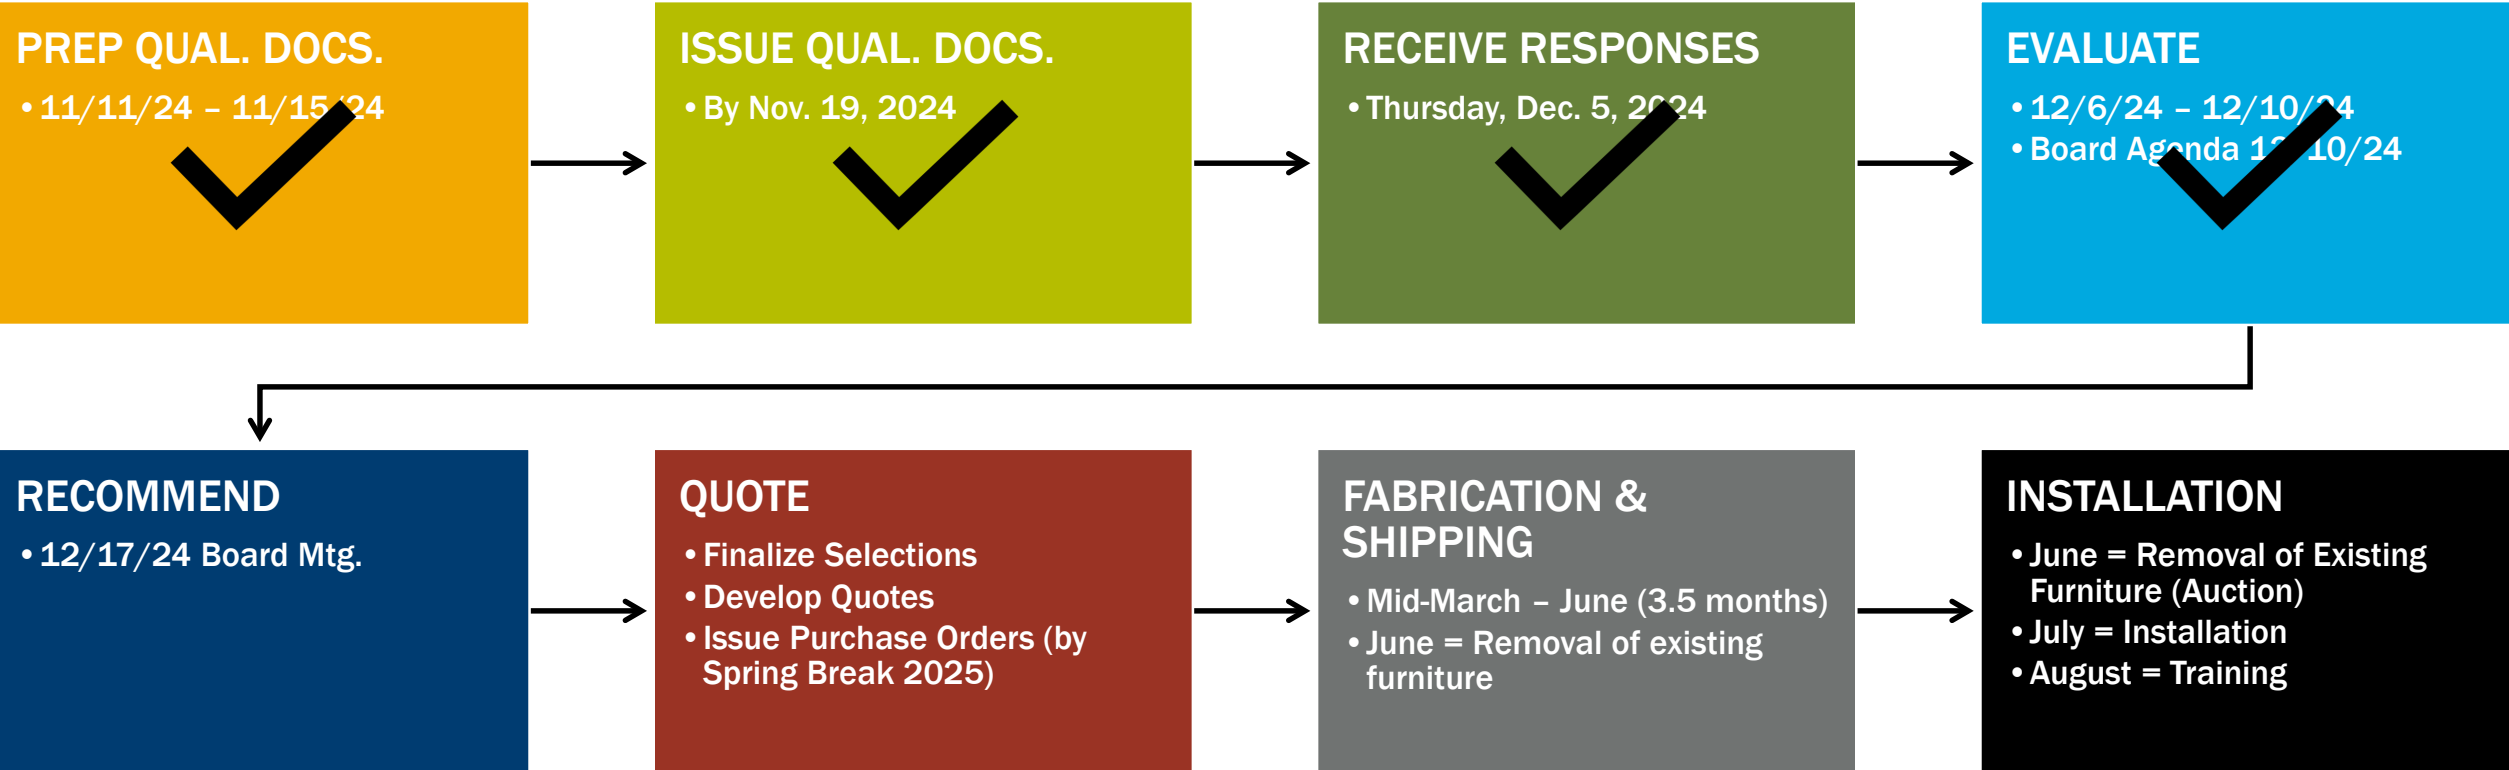 PREP QUAL. DOCS.
• 11/11/24 – 11/15/24
ISSUE QUAL. DOCS.
• By Nov. 19, 2024
RECEIVE RESPONSES
• Thursday, Dec. 5, 2024
EVALUATE
• 12/6/24 – 12/10/24
• Board Agenda 12/10/24
RECOMMEND
• 12/17/24 Board Mtg.
QUOTE
• Finalize Selections
• Develop Quotes
• Issue Purchase Orders (by
Spring Break 2025)
FABRICATION &
SHIPPING
• Mid-March – June (3.5 months)
• June = Removal of existing
furniture
INSTALLATION
• June = Removal of Existing
Furniture (Auction)
• July = Installation
• August = Training